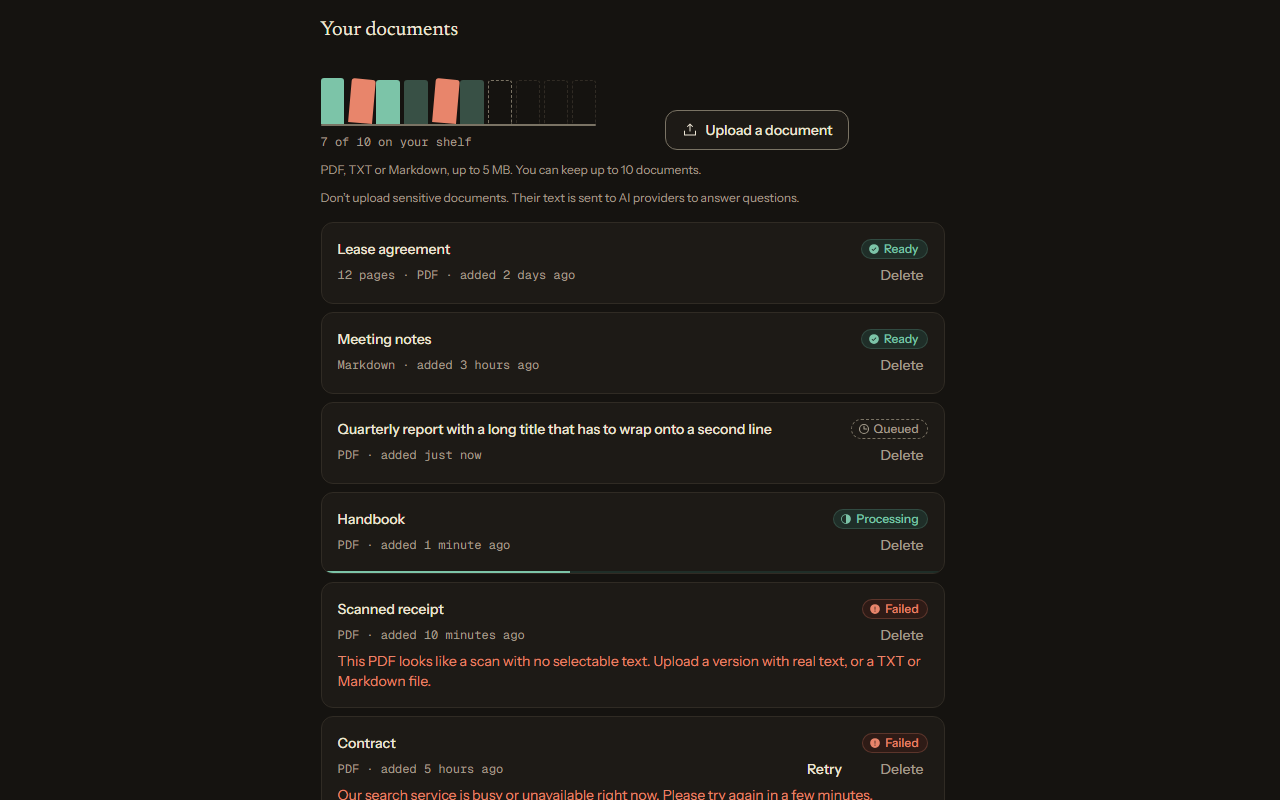 Your documents
7 of 10 on your shelf
Upload a document
PDF, TXT or Markdown, up to 5 MB. You can keep up to 10 documents.
Don't upload sensitive documents. Their text is sent to AI providers to answer questions.
Lease agreement
Ready
12 pages · PDF · added 2 days ago
Delete
Meeting notes
Ready
Markdown · added 3 hours ago
Delete
Quarterly report with a long title that has to wrap onto a second line
Queued
PDF · added just now
Delete
Handbook
Processing
PDF · added 1 minute ago
Delete
Scanned receipt
Failed
PDF · added 10 minutes ago
Delete
This PDF looks like a scan with no selectable text. Upload a version with real text, or a TXT or
Markdown file.
Contract
Failed
PDF · added 5 hours ago
Retry
Delete
Our search service is busy or unavailable right now. Please try again in a few minutes.